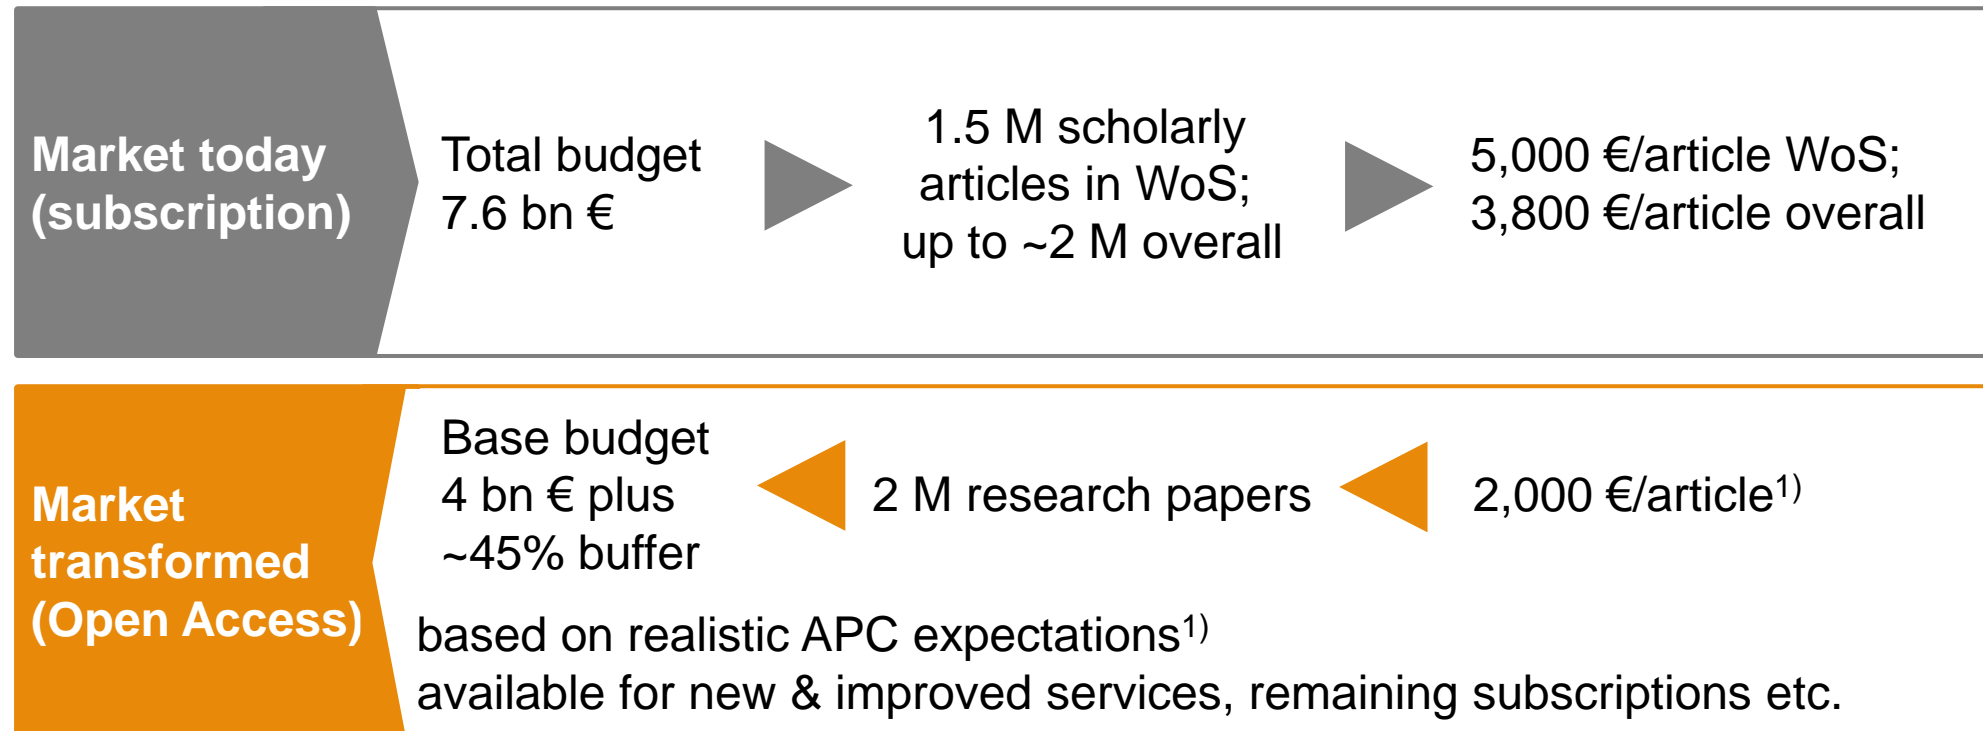 Market today
(subscription)
Total budget
7.6 bn €
1.5 M scholarly
articles in WoS;
up to ~2 M overall
5,000 €/article WoS;
3,800 €/article overall
Market
transformed
(Open Access)
Base budget
4 bn € plus
~45% buffer
2 M research papers
2,000 €/article1)
based on realistic APC expectations1)
available for new & improved services, remaining subscriptions etc.